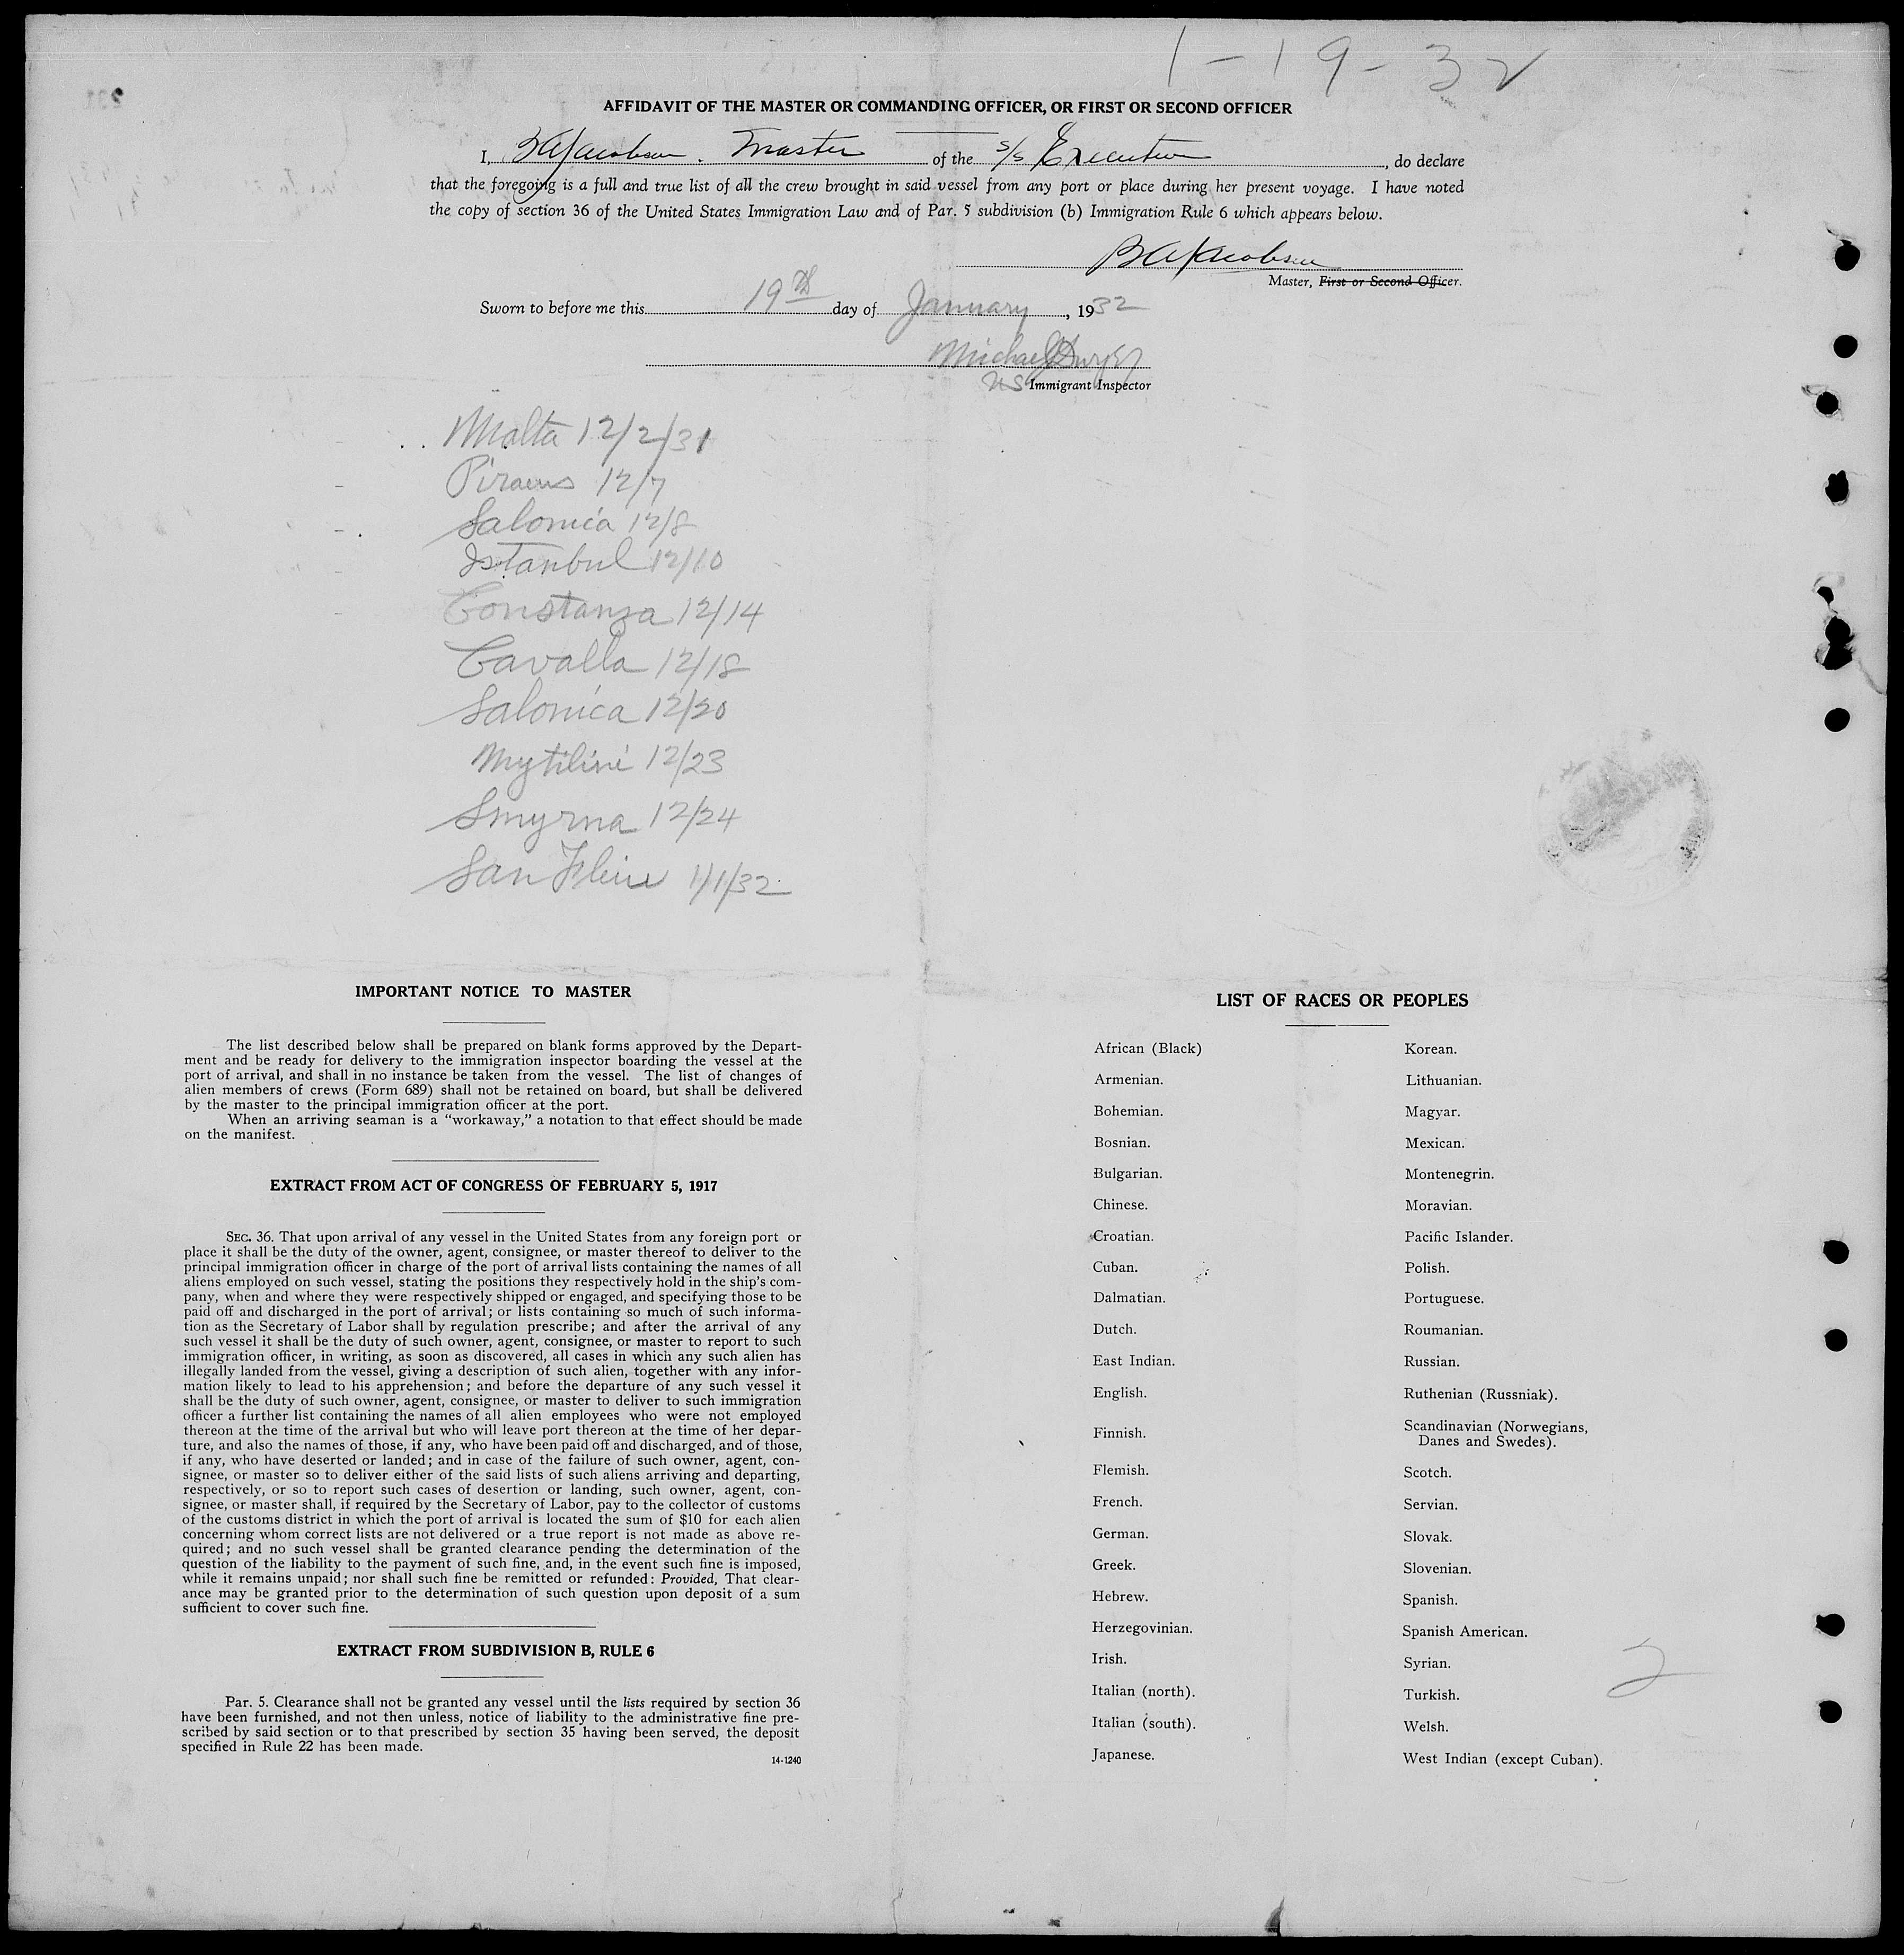 1-19-32
AFFIDAVIT OF THE MASTER OR COMMANDING OFFICER, OR FIRST OR SECOND OFFICER
I, Jacobsen. Master of the S/S Executive, do declare
that the foregoing is a full and true list of all the crew brought in said vessel from any port or place during her present voyage. I have noted
the copy of section 36 of the United States Immigration Law and of Par. 5 subdivision (b) Immigration Rule 6 which appears below.
Jacobsen
Master, First or Second Officer.
Sworn to before me this 19th day of January, 1932
Michael
US Immigrant Inspector
Malta 12/2/31
Piraeus 12/7
Salonica 12/8
Istanbul 12/10
Constanza 12/14
Cavalla 12/18
Salonica 12/20
Mytilini 12/23
Smyrna 12/24
San 1/1/32
IMPORTANT NOTICE TO MASTER
The list described below shall be prepared on blank forms approved by the Depart-
ment and be ready for delivery to the immigration inspector boarding the vessel at the
port of arrival, and shall in no instance be taken from the vessel. The list of changes of
alien members of crews (Form 689) shall not be retained on board, but shall be delivered
by the master to the principal immigration officer at the port.
When an arriving seaman is a "workaway," a notation to that effect should be made
on the manifest.
EXTRACT FROM ACT OF CONGRESS OF FEBRUARY 5, 1917
SEC. 36. That upon arrival of any vessel in the United States from any foreign port or
place it shall be the duty of the owner, agent, consignee, or master thereof to deliver to the
principal immigration officer in charge of the port of arrival lists containing the names of all
aliens employed on such vessel, stating the positions they respectively hold in the ship's com-
pany, when and where they were respectively shipped or engaged, and specifying those to be
paid off and discharged in the port of arrival; or lists containing so much of such informa-
tion as the Secretary of Labor shall by regulation prescribe; and after the arrival of any
such vessel it shall be the duty of such owner, agent, consignee, or master to report to such
immigration officer, in writing, as soon as discovered, all cases in which any such alien has
illegally landed from the vessel, giving a description of such alien, together with any infor-
mation likely to lead to his apprehension; and before the departure of any such vessel it
shall be the duty of such owner, agent, consignee, or master to deliver to such immigration
officer a further list containing the names of all alien employees who were not employed
thereon at the time of the arrival but who will leave port thereon at the time of her depar-
ture, and also the names of those, if any, who have been paid off and discharged, and of those,
if any, who have deserted or landed; and in case of the failure of such owner, agent, con-
signee, or master so to deliver either of the said lists of such aliens arriving and departing,
respectively, or so to report such cases of desertion or landing, such owner, agent, con-
signee, or master shall, if required by the Secretary of Labor, pay to the collector of customs
of the customs district in which the port of arrival is located the sum of $10 for each alien
concerning whom correct lists are not delivered or a true report is not made as above re-
quired; and no such vessel shall be granted clearance pending the determination of the
question of the liability to the payment of such fine, and, in the event such fine is imposed,
while it remains unpaid; nor shall such fine be remitted or refunded: Provided, That clear-
ance may be granted prior to the determination of such question upon deposit of a sum
sufficient to cover such fine.
EXTRACT FROM SUBDIVISION B, RULE 6
Par. 5. Clearance shall not be granted any vessel until the lists required by section 36
have been furnished, and not then unless, notice of liability to the administrative fine pre-
scribed by said section or to that prescribed by section 35 having been served, the deposit
specified in Rule 22 has been made.
14-1240
LIST OF RACES OR PEOPLES
African (Black)
Armenian.
Bohemian.
Bosnian.
Bulgarian.
Chinese.
Croatian.
Cuban.
Dalmatian.
Dutch.
East Indian.
English.
Finnish.
Flemish.
French.
German.
Greek.
Hebrew.
Herzegovinian.
Irish.
Italian (north).
Italian (south).
Japanese.
Korean.
Lithuanian.
Magyar.
Mexican.
Montenegrin.
Moravian.
Pacific Islander.
Polish.
Portuguese.
Roumanian.
Russian.
Ruthenian (Russniak).
Scandinavian (Norwegians,
Danes and Swedes).
Scotch.
Servian.
Slovak.
Slovenian.
Spanish.
Spanish American.
Syrian.
Turkish.
Welsh.
West Indian (except Cuban).
2